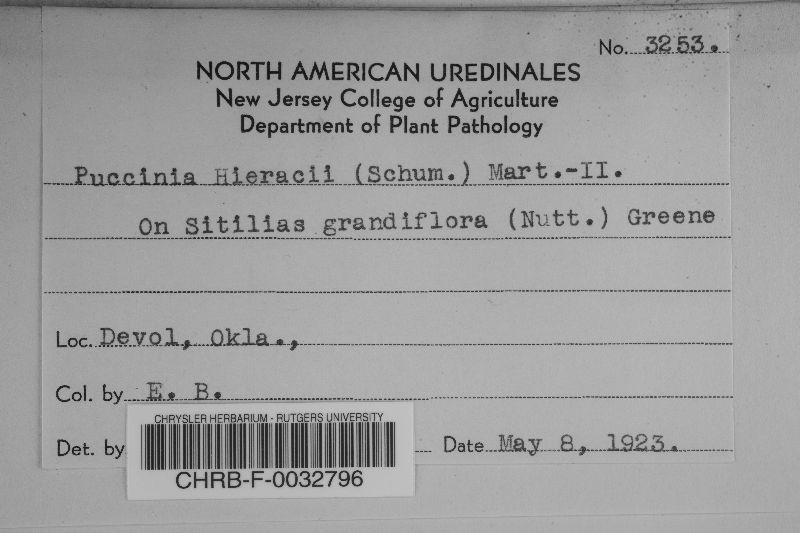 No. 3253.
NORTH AMERICAN UREDINALES
New Jersey College of Agriculture
Department of Plant Pathology
Puccinia Hieracii (Schum.) Mart.-II.
On Sitilias grandiflora (Nutt.) Greene
Loc. Devol, Okla.,
Col. by E. B.
Det. by
Date May 8, 1923.
CHRYSLER HERBARIUM - RUTGERS UNIVERSITY
CHRB-F-0032796